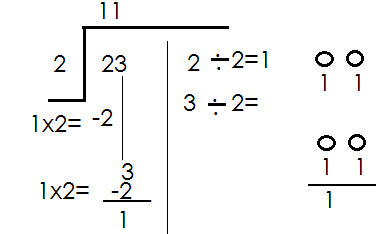 11
2 23 2 ÷ 2=1
1x2= -2 3 ÷ 2=
1 1
3
1x2= -2 1 1
1 1